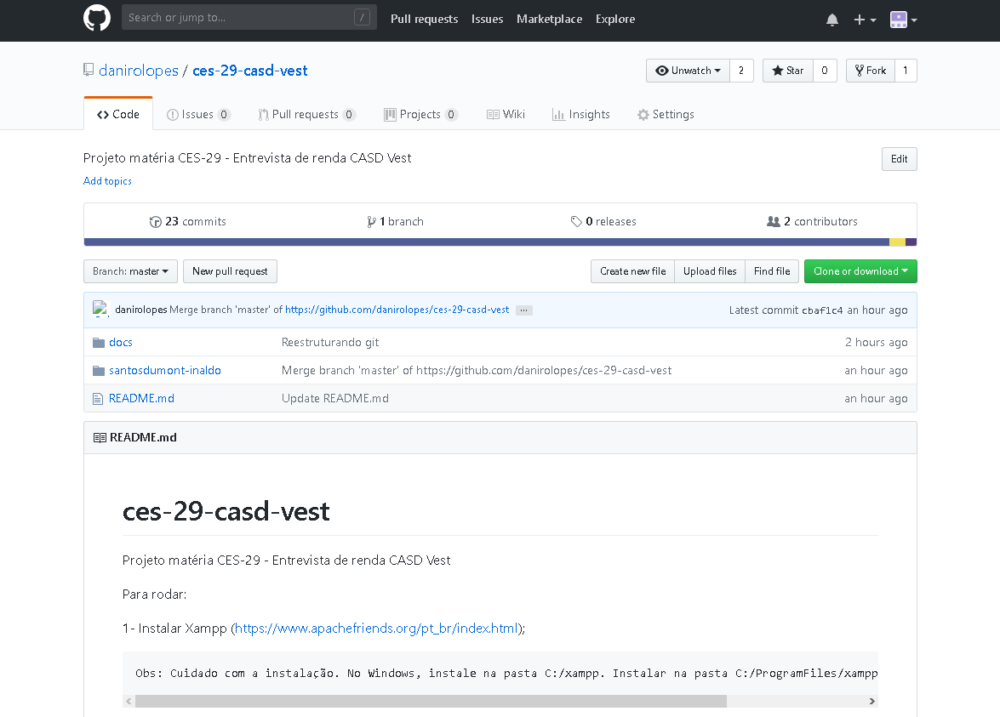 Search or jump to... / Pull requests Issues Marketplace Explore
danirolopes / ces-29-casd-vest Unwatch 2 Star 0 Fork 1
Code Issues 0 Pull requests 0 Projects 0 Wiki Insights Settings
Projeto matéria CES-29 - Entrevista de renda CASD Vest Edit
Add topics
23 commits 1 branch 0 releases 2 contributors
Branch: master New pull request Create new file Upload files Find file Clone or download
danirolopes Merge branch 'master' of https://github.com/danirolopes/ces-29-casd-vest ... Latest commit cbaf1c4 an hour ago
docs Reestruturando git 2 hours ago
santosdumont-inaldo Merge branch 'master' of https://github.com/danirolopes/ces-29-casd-vest an hour ago
README.md Update README.md an hour ago
README.md
ces-29-casd-vest
Projeto matéria CES-29 - Entrevista de renda CASD Vest
Para rodar:
1- Instalar Xampp (https://www.apachefriends.org/pt_br/index.html);
Obs: Cuidado com a instalação. No Windows, instale na pasta C:/xampp. Instalar na pasta C:/ProgramFiles/xampp